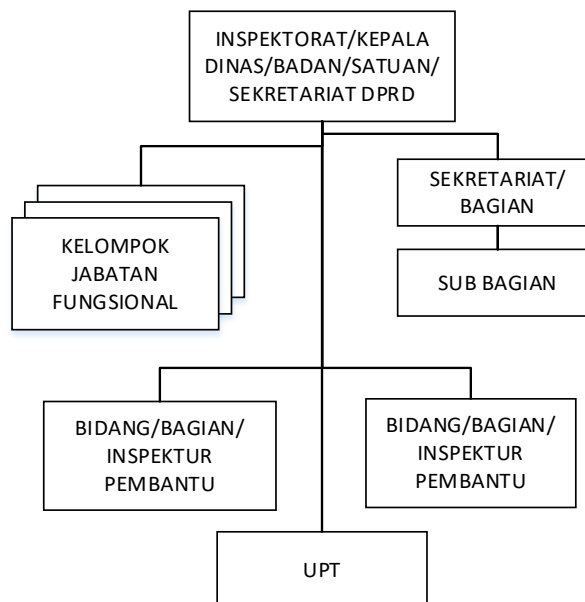 INSPEKTORAT/KEPALA
DINAS/BADAN/SATUAN/
SEKRETARIAT DPRD
SEKRETARIAT/
BAGIAN
KELOMPOK
JABATAN
FUNGSIONAL
SUB BAGIAN
BIDANG/BAGIAN/
INSPEKTUR
PEMBANTU
BIDANG/BAGIAN/
INSPEKTUR
PEMBANTU
UPT